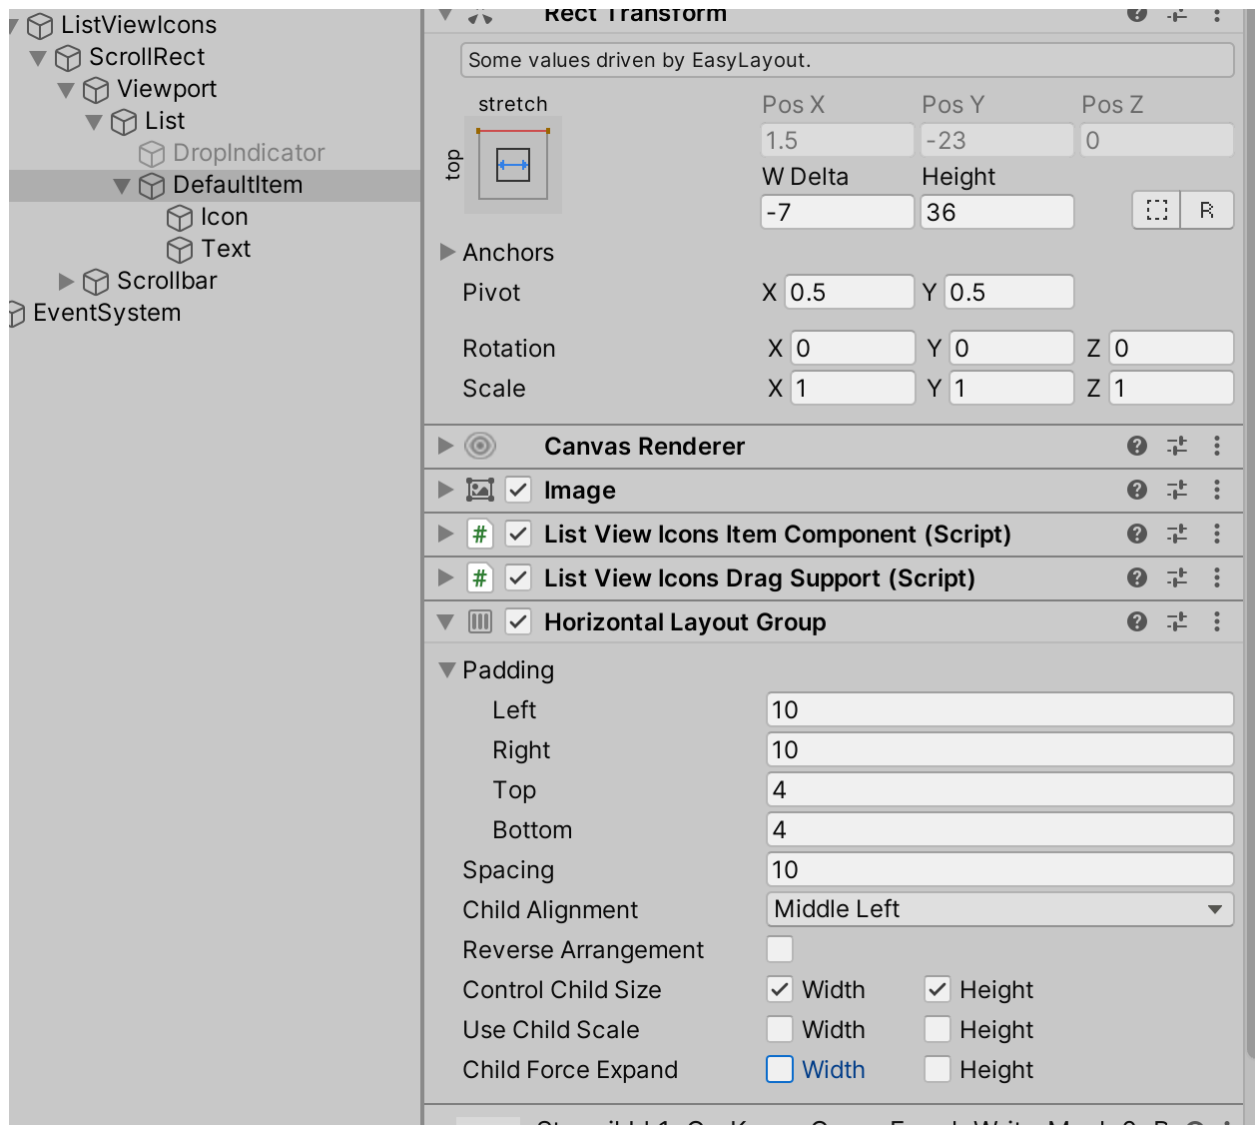 ListViewIcons
ScrollRect
Viewport
List
DropIndicator
DefaultItem
Icon
Text
Scrollbar
EventSystem
Rect Transform
Some values driven by EasyLayout.
stretch
top
Pos X Pos Y Pos Z
1.5 -23 0
W Delta Height
-7 36 R
Anchors
Pivot X 0.5 Y 0.5
Rotation X 0 Y 0 Z 0
Scale X 1 Y 1 Z 1
Canvas Renderer
Image
# List View Icons Item Component (Script)
# List View Icons Drag Support (Script)
Horizontal Layout Group
Padding
Left 10
Right 10
Top 4
Bottom 4
Spacing 10
Child Alignment Middle Left
Reverse Arrangement
Control Child Size Width Height
Use Child Scale Width Height
Child Force Expand Width Height